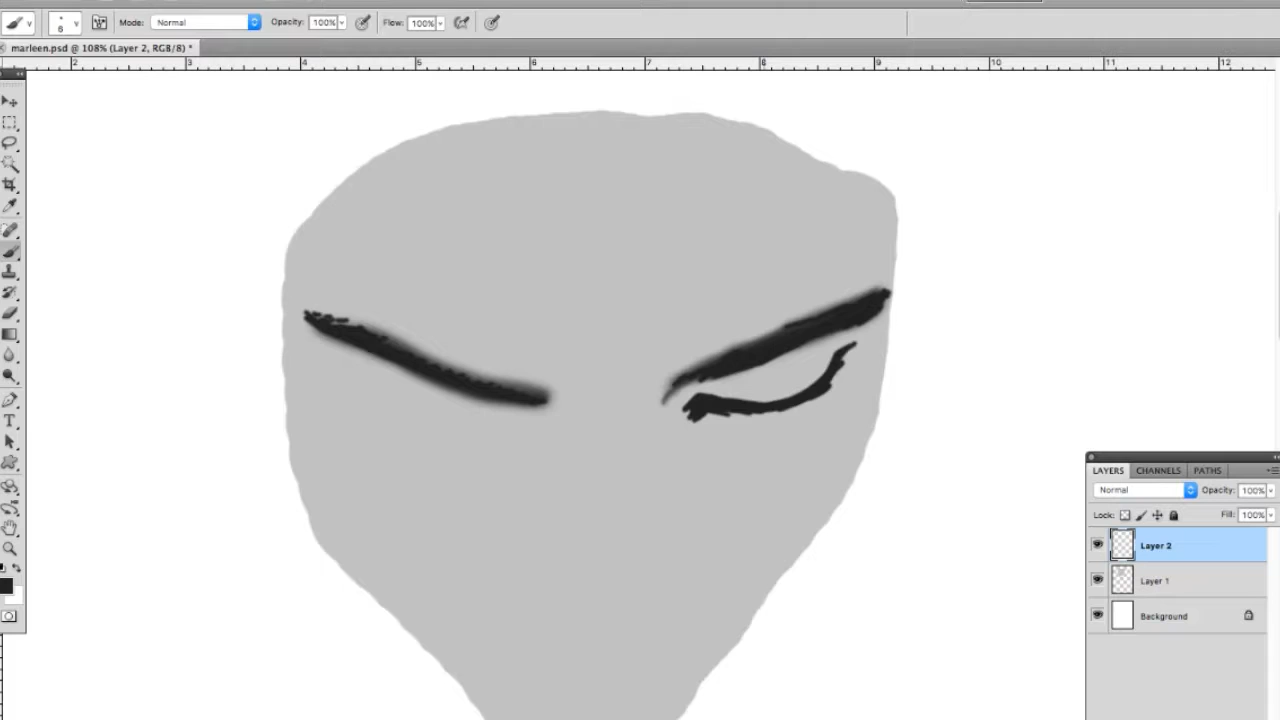 6 Mode: Normal Opacity: 100% Flow: 100%
marleen.psd @ 108% (Layer 2, RGB/8) *
2 3 4 5 6 7 8 9 10 11 12
T
LAYERS CHANNELS PATHS
Normal Opacity: 100%
Lock: Fill: 100%
Layer 2
Layer 1
Background